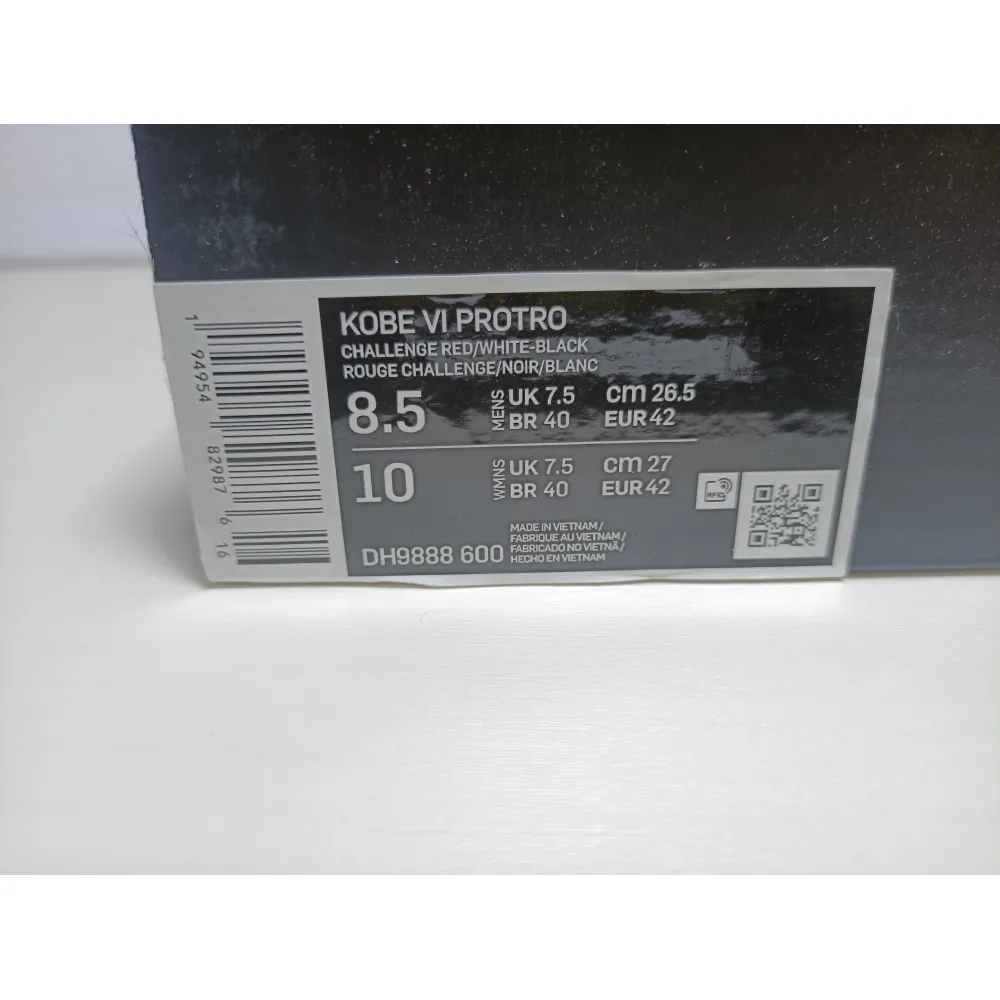 KOBE VI PROTRO
CHALLENGE RED/WHITE-BLACK
ROUGE CHALLENGE/NOIR/BLANC
8.5 MENS UK 7.5 cm 26.5
BR 40 EUR 42
10 WMNS UK 7.5 cm 27
BR 40 EUR 42
RFID
DH9888 600
MADE IN VIETNAM/
FABRIQUE AU VIETNAM/
FABRICADO NO VIETNÃ/
HECHO EN VIETNAM
1 94954 82987 6 16